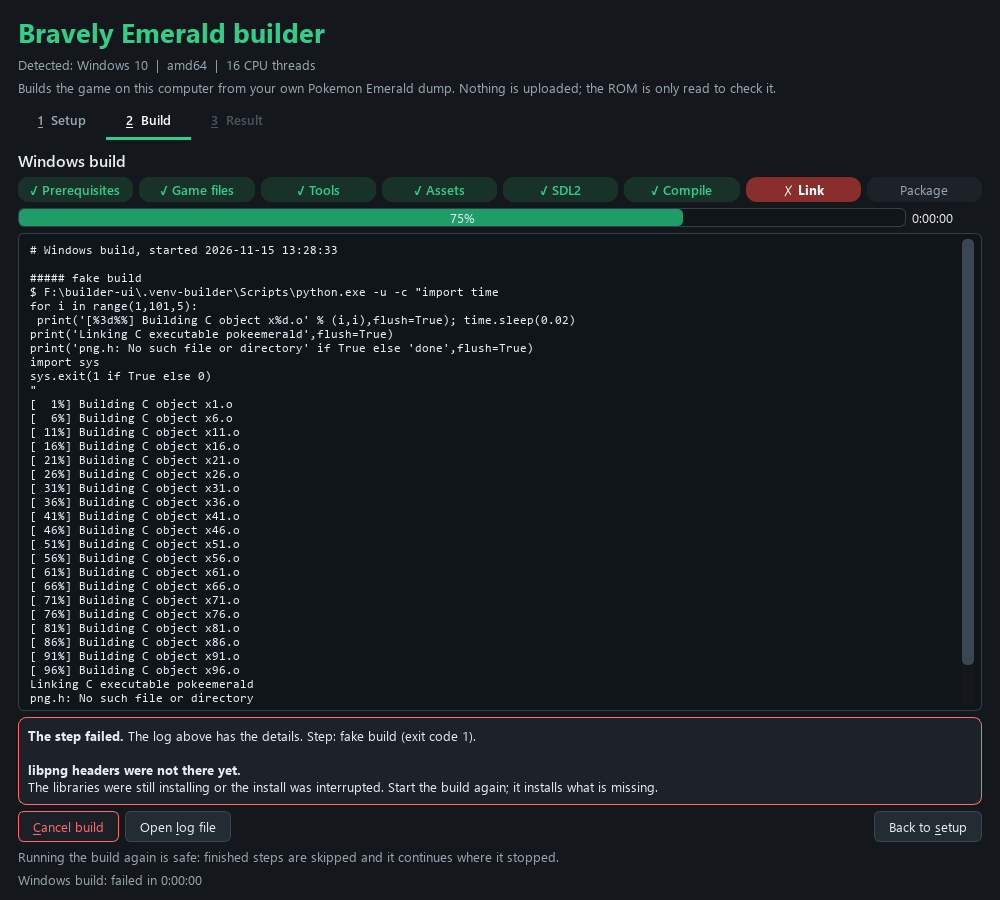 Bravely Emerald builder
Detected: Windows 10 | amd64 | 16 CPU threads
Builds the game on this computer from your own Pokemon Emerald dump. Nothing is uploaded; the ROM is only read to check it.
1 Setup 2 Build 3 Result
Windows build
✓ Prerequisites ✓ Game files ✓ Tools ✓ Assets ✓ SDL2 ✓ Compile ✗ Link Package
75% 0:00:00
# Windows build, started 2026-11-15 13:28:33
##### fake build
$ F:\builder-ui\.venv-builder\Scripts\python.exe -u -c "import time
for i in range(1,101,5):
 print('[%3d%%] Building C object x%d.o' % (i,i),flush=True); time.sleep(0.02)
print('Linking C executable pokeemerald',flush=True)
print('png.h: No such file or directory' if True else 'done',flush=True)
import sys
sys.exit(1 if True else 0)
"
[  1%] Building C object x1.o
[  6%] Building C object x6.o
[ 11%] Building C object x11.o
[ 16%] Building C object x16.o
[ 21%] Building C object x21.o
[ 26%] Building C object x26.o
[ 31%] Building C object x31.o
[ 36%] Building C object x36.o
[ 41%] Building C object x41.o
[ 46%] Building C object x46.o
[ 51%] Building C object x51.o
[ 56%] Building C object x56.o
[ 61%] Building C object x61.o
[ 66%] Building C object x66.o
[ 71%] Building C object x71.o
[ 76%] Building C object x76.o
[ 81%] Building C object x81.o
[ 86%] Building C object x86.o
[ 91%] Building C object x91.o
[ 96%] Building C object x96.o
Linking C executable pokeemerald
png.h: No such file or directory
The step failed. The log above has the details. Step: fake build (exit code 1).
libpng headers were not there yet.
The libraries were still installing or the install was interrupted. Start the build again; it installs what is missing.
Cancel build Open log file Back to setup
Running the build again is safe: finished steps are skipped and it continues where it stopped.
Windows build: failed in 0:00:00